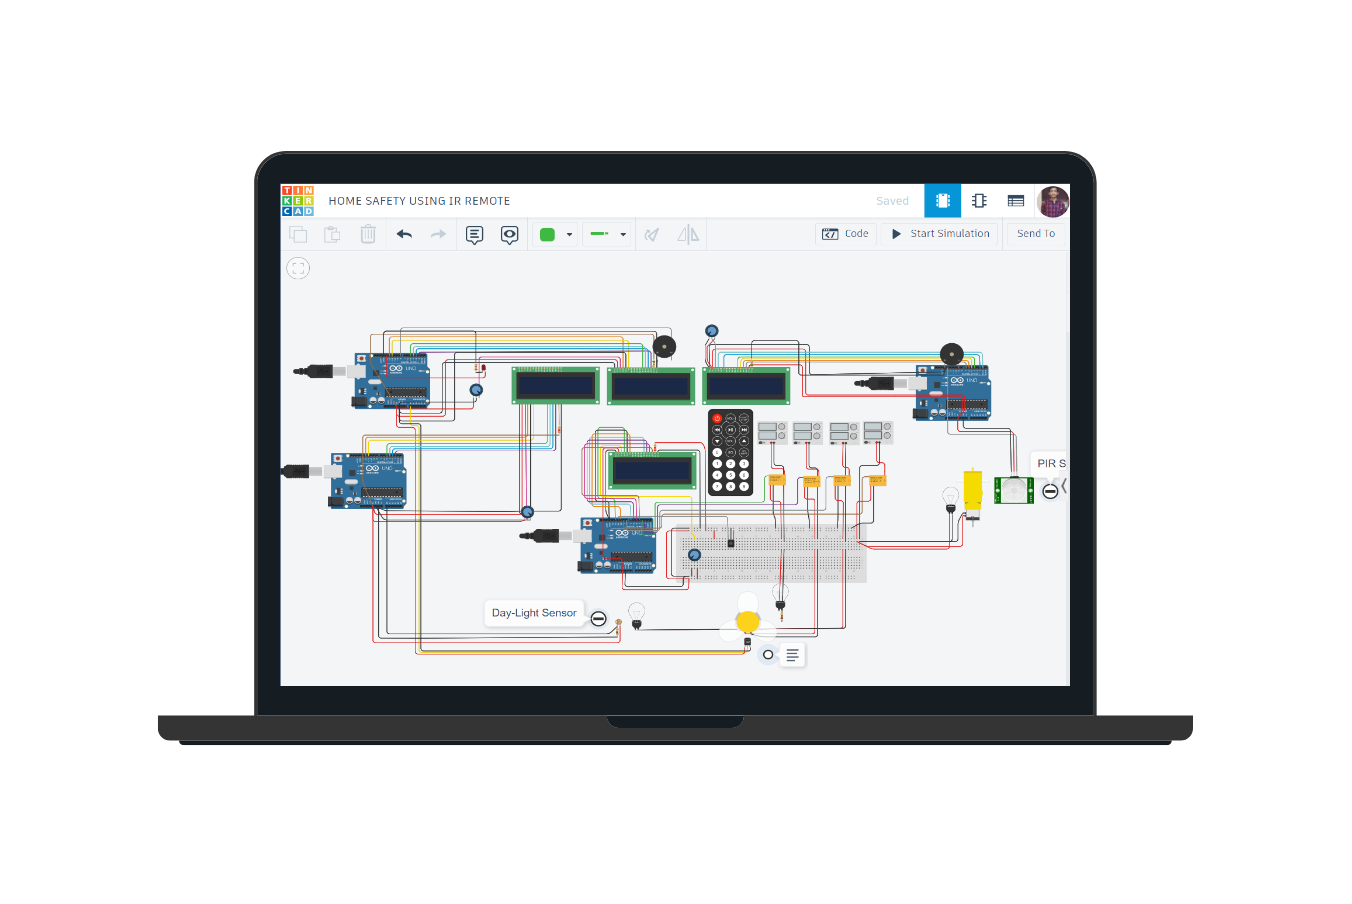 TIN
KER
CAD
HOME SAFETY USING IR REMOTE
Saved
Code
Start Simulation
Send To
UNO
UNO
UNO
UNO
PIR S
Day-Light Sensor